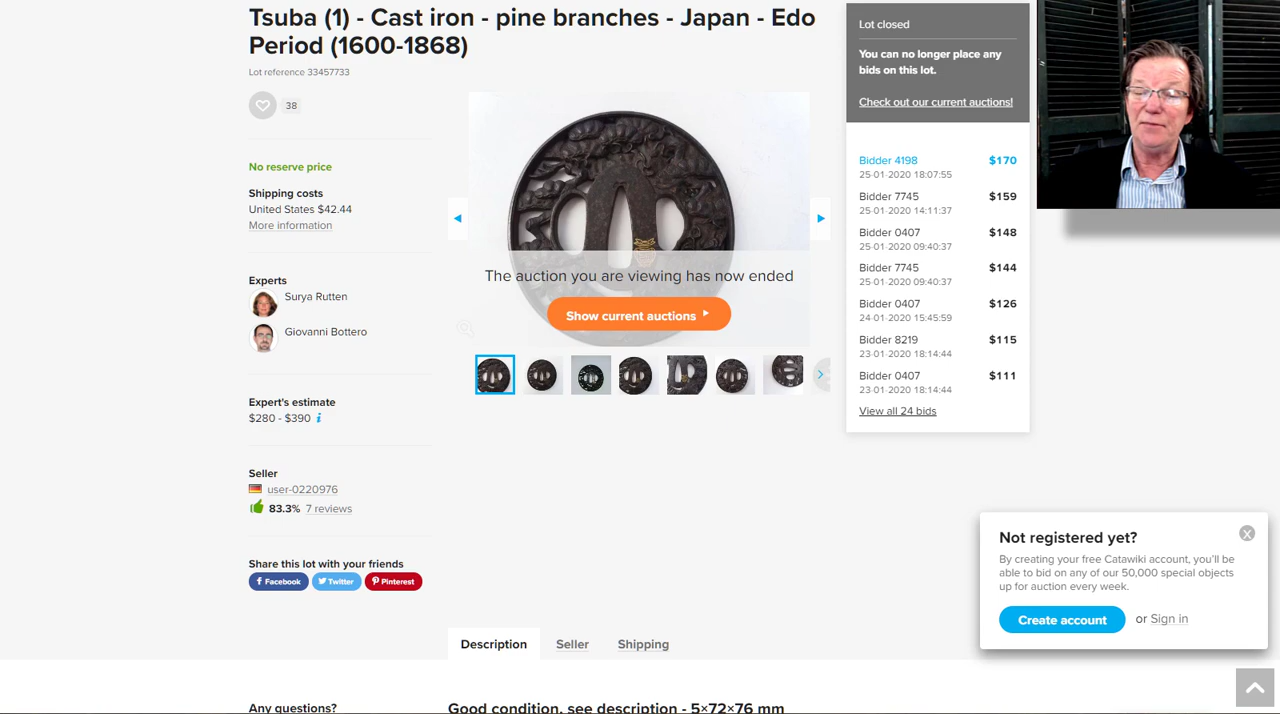 Tsuba (1) - Cast iron - pine branches - Japan - Edo
Period (1600-1868)
Lot reference 33457733
38
No reserve price
Shipping costs
United States $42.44
More information
Experts
Surya Rutten
Giovanni Bottero
Expert's estimate
$280 - $390 i
Seller
user-0220976
83.3% 7 reviews
Share this lot with your friends
Facebook Twitter Pinterest
The auction you are viewing has now ended
Show current auctions
Lot closed
You can no longer place any
bids on this lot.
Check out our current auctions!
Bidder 4198 $170
25-01-2020 18:07:55
Bidder 7745 $159
25-01-2020 14:11:37
Bidder 0407 $148
25-01-2020 09:40:37
Bidder 7745 $144
25-01-2020 09:40:37
Bidder 0407 $126
24-01-2020 15:45:59
Bidder 8219 $115
23-01-2020 18:14:44
Bidder 0407 $111
23-01-2020 18:14:44
View all 24 bids
Not registered yet?
By creating your free Catawiki account, you'll be
able to bid on any of our 50,000 special objects
up for auction every week.
Create account or Sign in
Description Seller Shipping
Any questions?
Good condition, see description - 5×72×76 mm